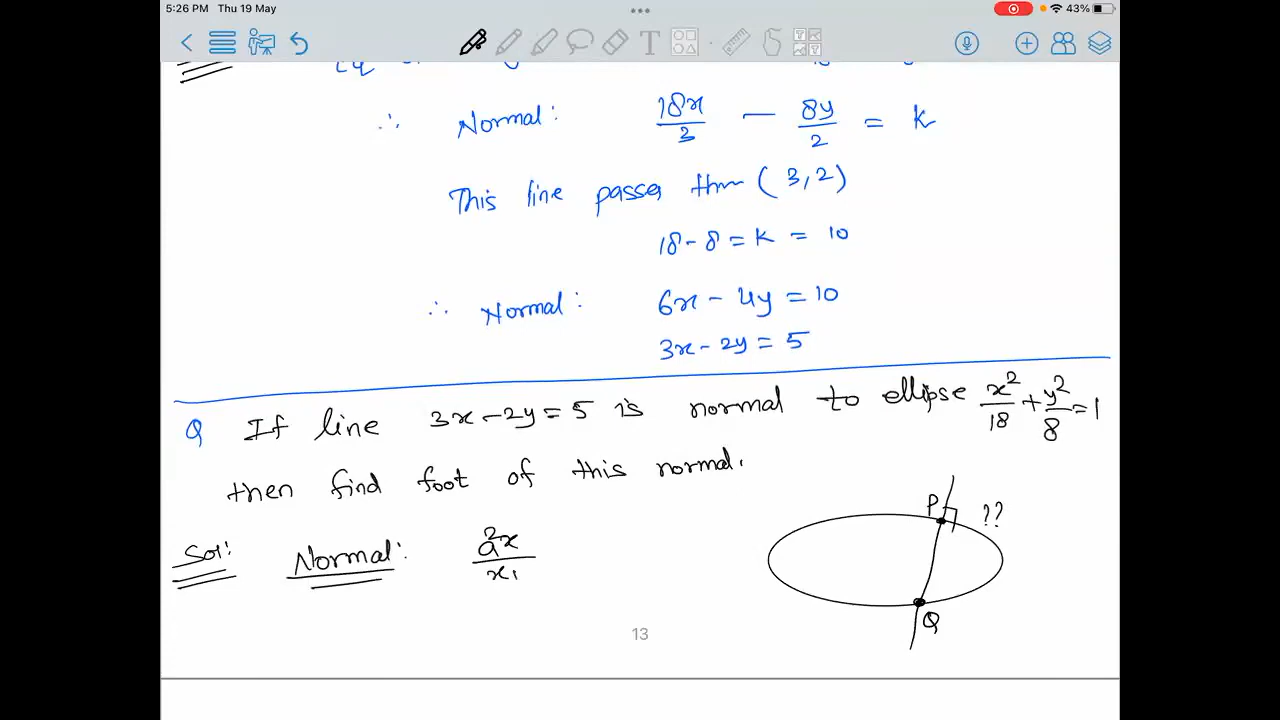 5:26 PM Thu 19 May
43%
∴ Normal: 18x/3 - 8y/2 = k
This line passes thru (3,2)
18-8 = k = 10
∴ Normal: 6x - 4y = 10
3x - 2y = 5
Q If line 3x-2y=5 is normal to ellipse x²/18 + y²/8 = 1
then find foot of this normal.
P ??
Sol: Normal: a²x/x₁
Q
13